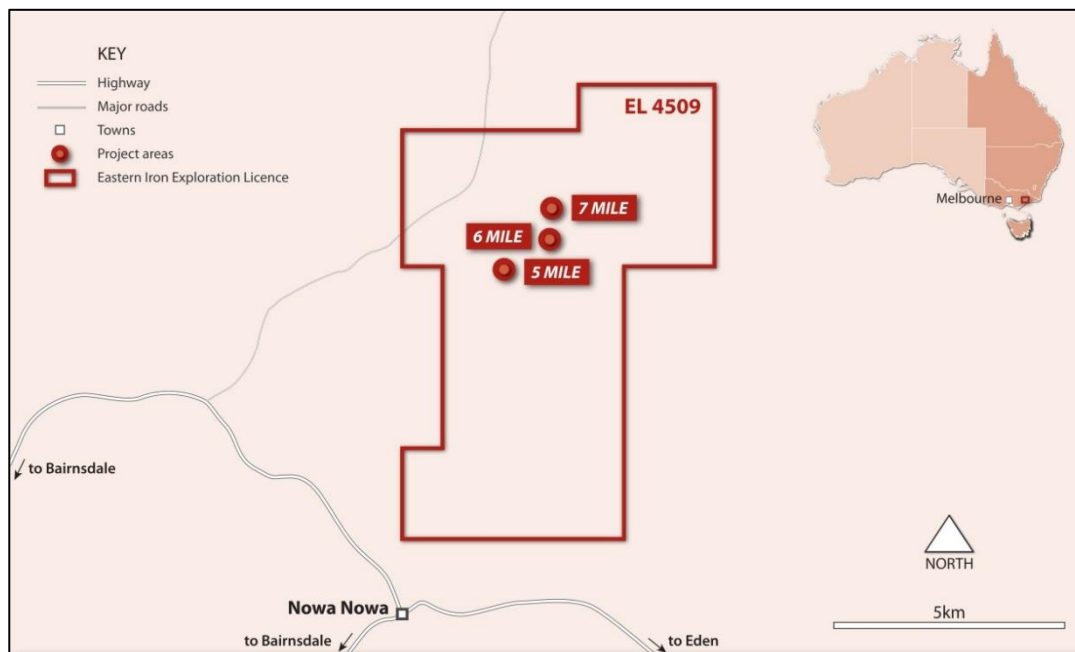 KEY
Highway
Major roads
Towns
Project areas
Eastern Iron Exploration Licence
EL 4509
Melbourne
7 MILE
6 MILE
5 MILE
to Bairnsdale
NORTH
Nowa Nowa
5km
to Bairnsdale
to Eden